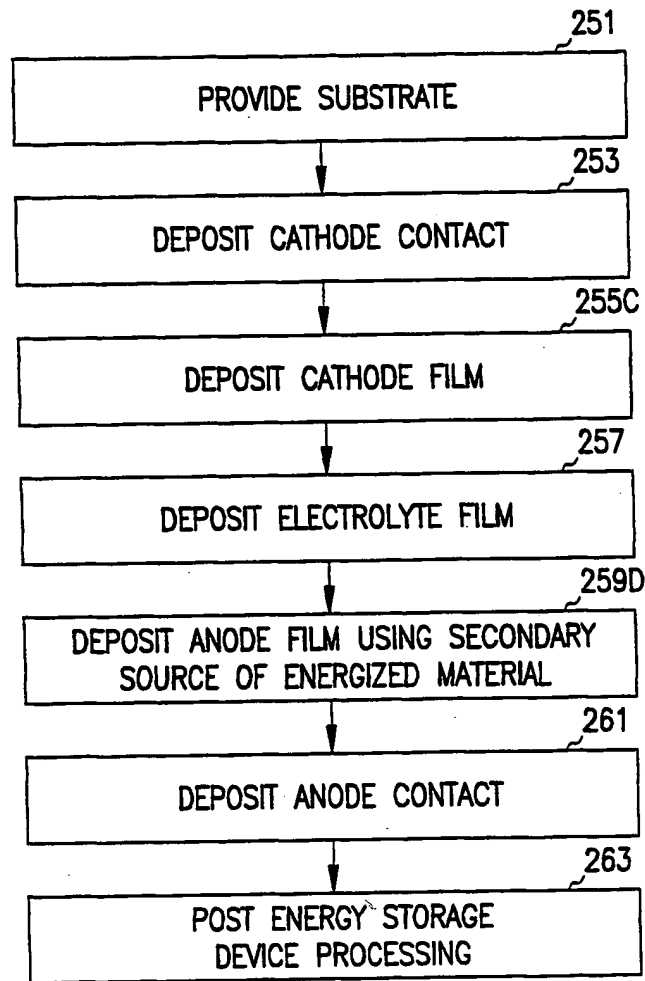 251
PROVIDE SUBSTRATE
253
DEPOSIT CATHODE CONTACT
255C
DEPOSIT CATHODE FILM
257
DEPOSIT ELECTROLYTE FILM
259D
DEPOSIT ANODE FILM USING SECONDARY
SOURCE OF ENERGIZED MATERIAL
261
DEPOSIT ANODE CONTACT
263
POST ENERGY STORAGE
DEVICE PROCESSING